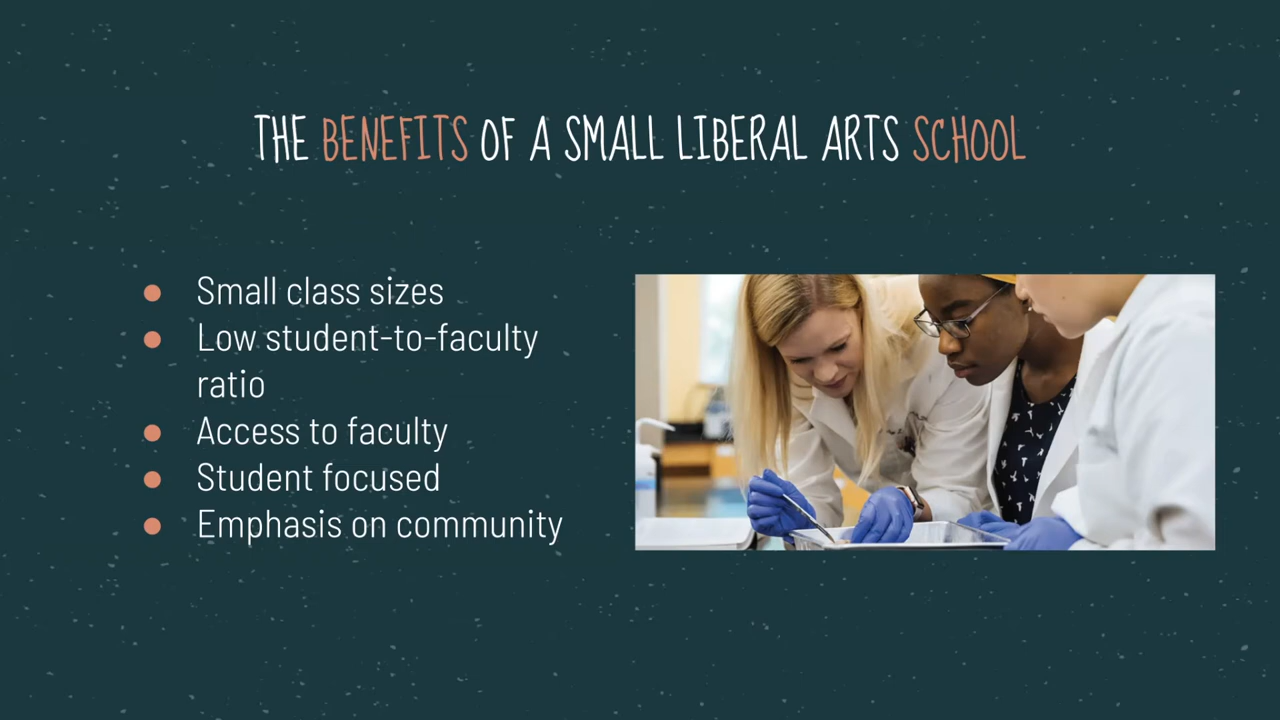 THE BENEFITS OF A SMALL LIBERAL ARTS SCHOOL
● Small class sizes
● Low student-to-faculty
ratio
● Access to faculty
● Student focused
● Emphasis on community